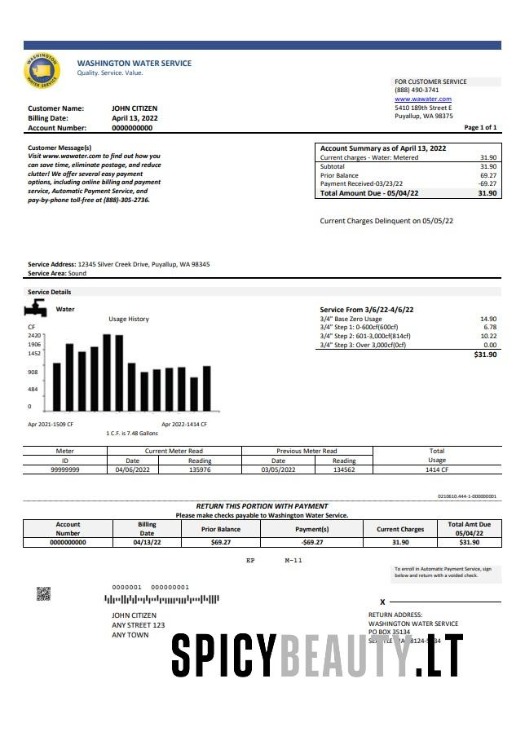 WASHINGTON
WATER SERVICE
WASHINGTON WATER SERVICE
Quality. Service. Value.
FOR CUSTOMER SERVICE
(888) 490-3741
www.wawater.com
5410 189th Street E
Puyallup, WA 98375
Customer Name: JOHN CITIZEN
Billing Date: April 13, 2022
Account Number: 0000000000
Page 1 of 1
Customer Message(s)
Visit www.wawater.com to find out how you
can save time, eliminate postage, and reduce
clutter! We offer several easy payment
options, including online billing and payment
service, Automatic Payment Service, and
pay-by-phone toll-free at (888)-305-2736.
Account Summary as of April 13, 2022
Current charges - Water: Metered 31.90
Subtotal 31.90
Prior Balance 69.27
Payment Received-03/23/22 -69.27
Total Amount Due - 05/04/22 31.90
Current Charges Delinquent on 05/05/22
Service Address: 12345 Silver Creek Drive, Puyallup, WA 98345
Service Area: Sound
Service Details
Water
Usage History
CF
2420
1906
1452
908
484
0
Apr 2021-1509 CF Apr 2022-1414 CF
1 C.F. is 7.48 Gallons
Service From 3/6/22-4/6/22
3/4" Base Zero Usage 14.90
3/4" Step 1: 0-600cf(600cf) 6.78
3/4" Step 2: 601-3,000cf(814cf) 10.22
3/4" Step 3: Over 3,000cf(0cf) 0.00
$31.90
Meter Current Meter Read Previous Meter Read Total
ID Date Reading Date Reading Usage
99999999 04/06/2022 135976 03/05/2022 134562 1414 CF
0210610.444-1-000000001
RETURN THIS PORTION WITH PAYMENT
Please make checks payable to Washington Water Service.
Account Number Billing Date Prior Balance Payment(s) Current Charges Total Amt Due 05/04/22
0000000000 04/13/22 $69.27 -$69.27 31.90 $31.90
EF M-11
To enroll in Automatic Payment Service, sign
below and return with a voided check.
0000001 000000001
X
JOHN CITIZEN
ANY STREET 123
ANY TOWN
RETURN ADDRESS:
WASHINGTON WATER SERVICE
PO BOX 35134
SPICYBEAUTY.LT